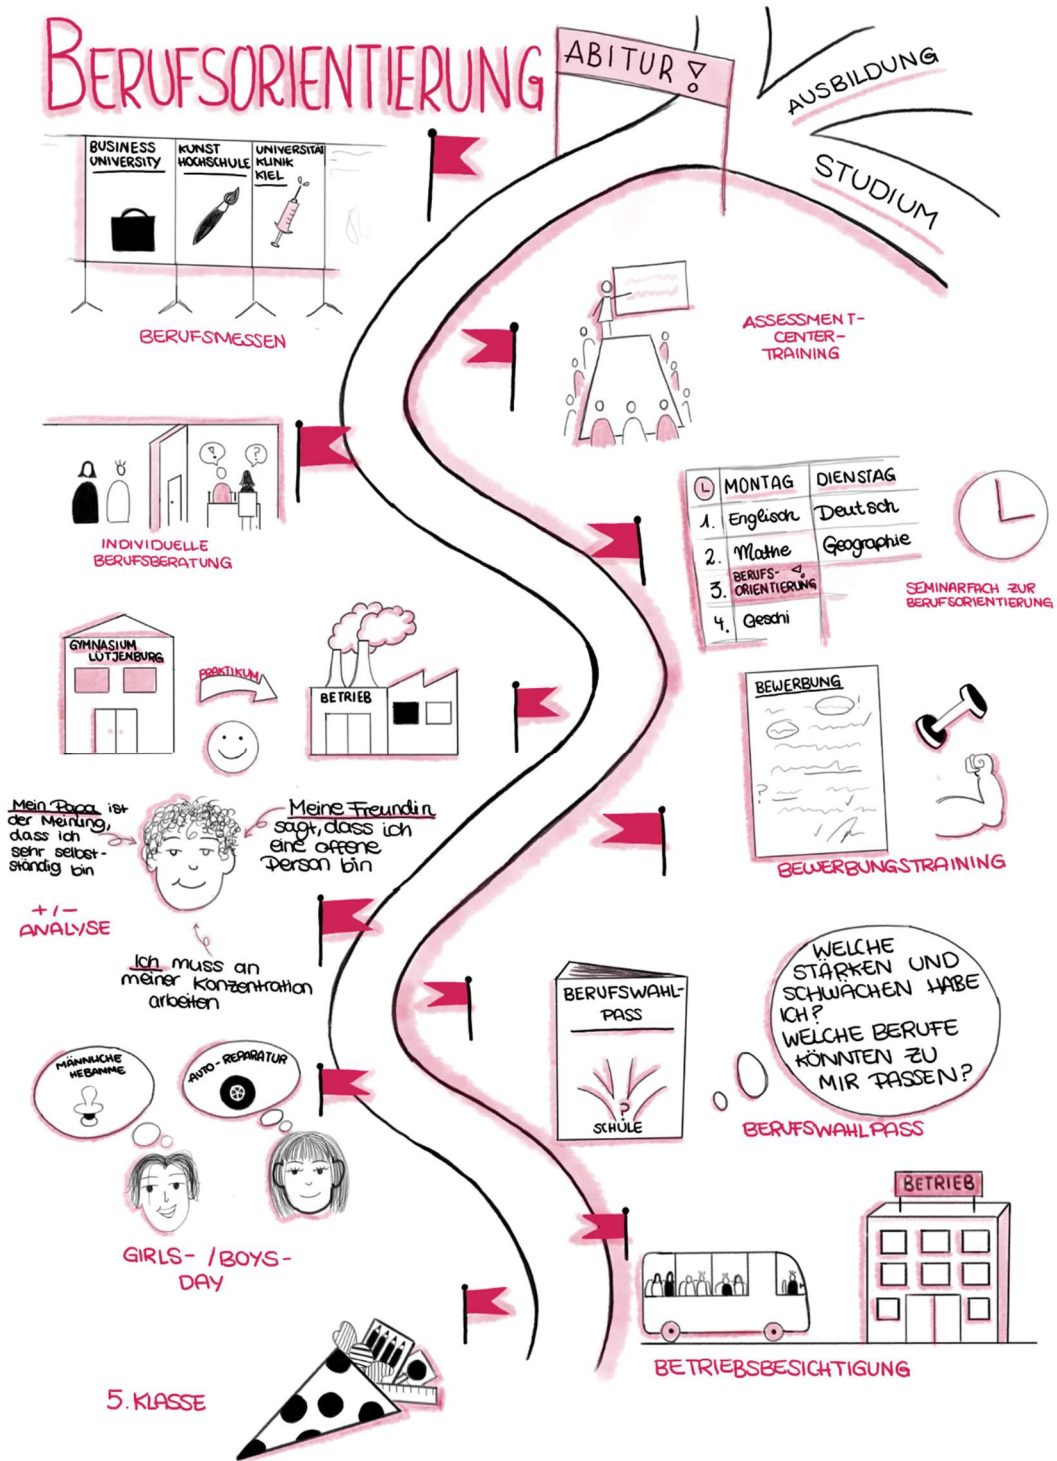 BERUFSORIENTIERUNG
ABITUR!
AUSBILDUNG
STUDIUM
BUSINESS
UNIVERSITY
KUNST
HOCHSCHULE
UNIVERSITÄT
KLINIK
KIEL
BERUFSMESSEN
ASSESSMENT-
CENTER-
TRAINING
!
?
INDIVIDUELLE
BERUFSBERATUNG
MONTAG
DIENSTAG
1. Englisch
Deutsch
2. Mathe
Geographie
3. BERUFS-
ORIENTIERUNG!
4. Geschi
SEMINARFACH ZUR
BERUFSORIENTIERUNG
GYMNASIUM
LÜTJENBURG
PRAKTIKUM
BETRIEB
BEWERBUNG
?
BEWERBUNGSTRAINING
Mein Papa ist
der Meinung,
dass ich
sehr selbst-
ständig bin
Meine Freundin
sagt, dass ich
eine offene
Person bin
+/-
ANALYSE
Ich muss an
meiner Konzentration
arbeiten
BERUFSWAHL-
PASS
?
SCHULE
WELCHE
STÄRKEN UND
SCHWÄCHEN HABE
ICH?
WELCHE BERUFE
KÖNNTEN ZU
MIR PASSEN?
BERUFSWAHLPASS
MÄNNLICHE
HEBAMME
AUTO-REPARATUR
GIRLS- /BOYS-
DAY
BETRIEB
BETRIEBSBESICHTIGUNG
5. KLASSE